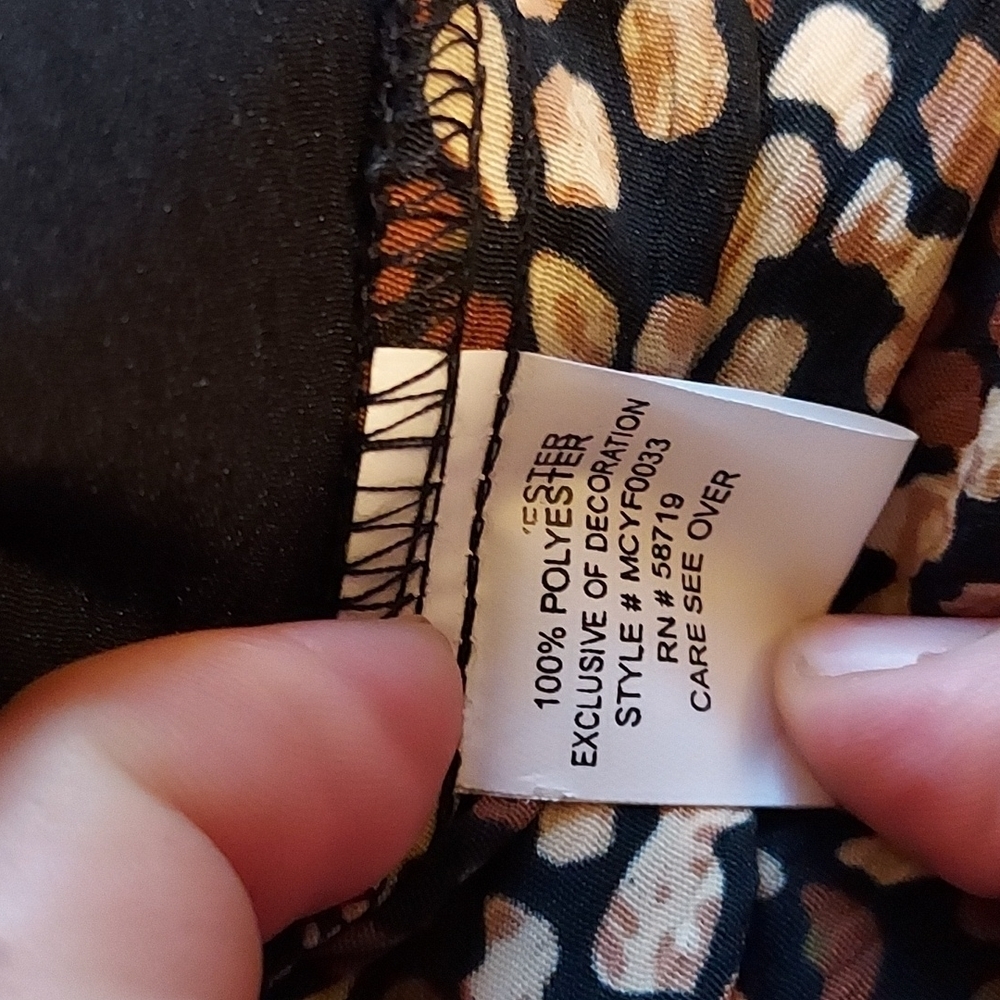 ESTER
100% POLYESTER
EXCLUSIVE OF DECORATION
STYLE # MCYF0033
RN # 58719
CARE SEE OVER